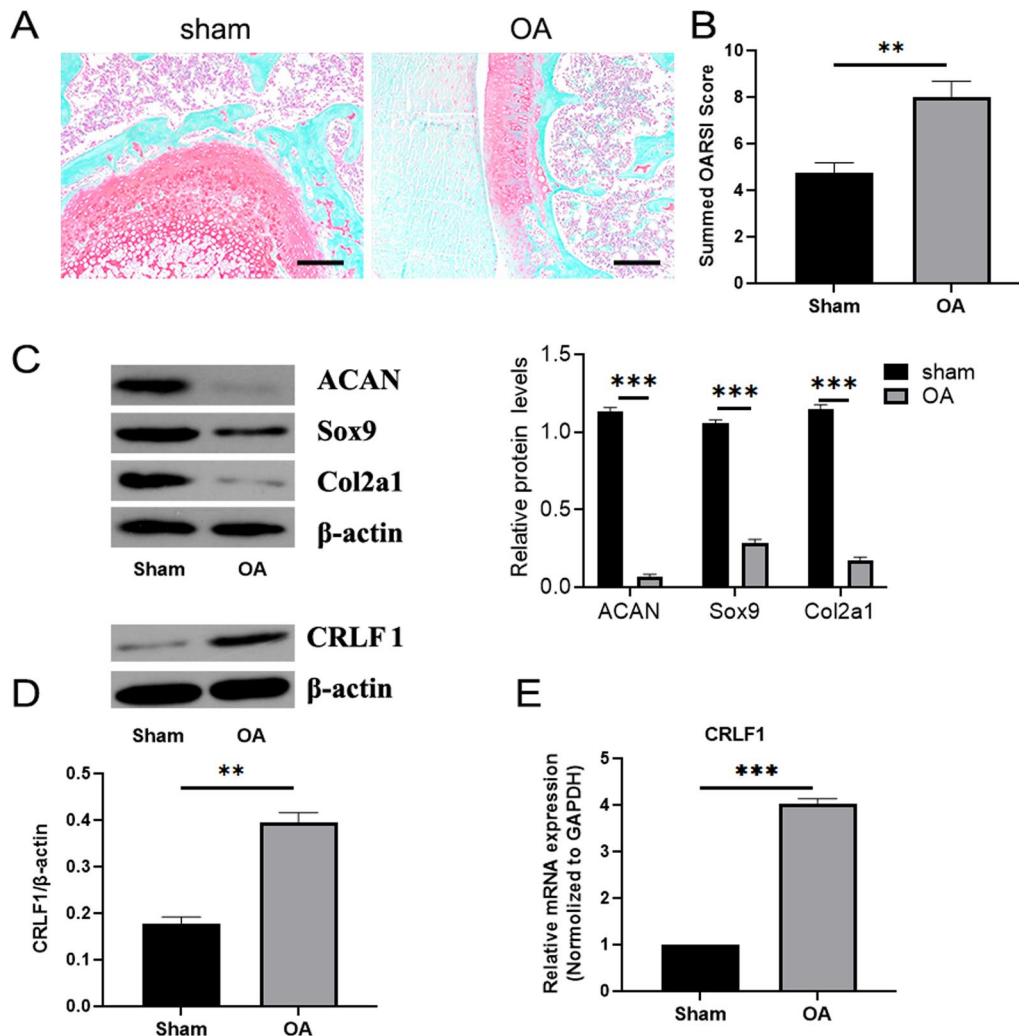 A
sham
OA
B
**
Summed OARSI Score
10
8
6
4
2
0
Sham
OA
C
ACAN
Sox9
Col2a1
β-actin
Sham
OA
Relative protein levels
1.5
1.0
0.5
0.0
***
***
***
sham
OA
ACAN
Sox9
Col2a1
D
CRLF1
β-actin
Sham
OA
CRLF1/β-actin
0.5
0.4
0.3
0.2
0.1
0.0
**
Sham
OA
E
CRLF1
Relative mRNA expression
(Normolized to GAPDH)
5
4
3
2
1
0
***
Sham
OA